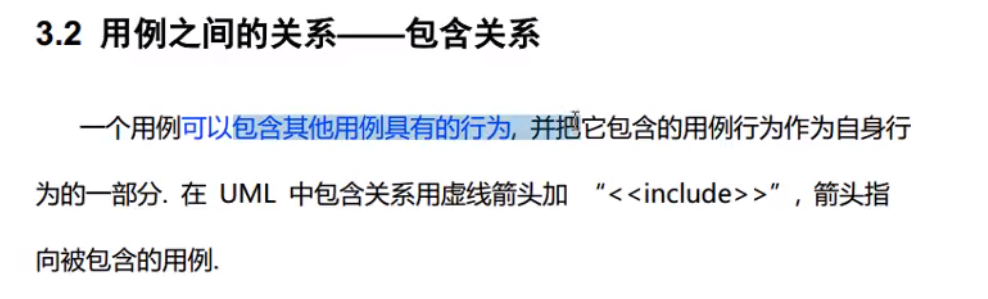 3.2 用例之间的关系——包含关系
一个用例可以包含其他用例具有的行为, 并把它包含的用例行为作为自身行
为的一部分. 在 UML 中包含关系用虚线箭头加 “<<include>>”, 箭头指
向被包含的用例.